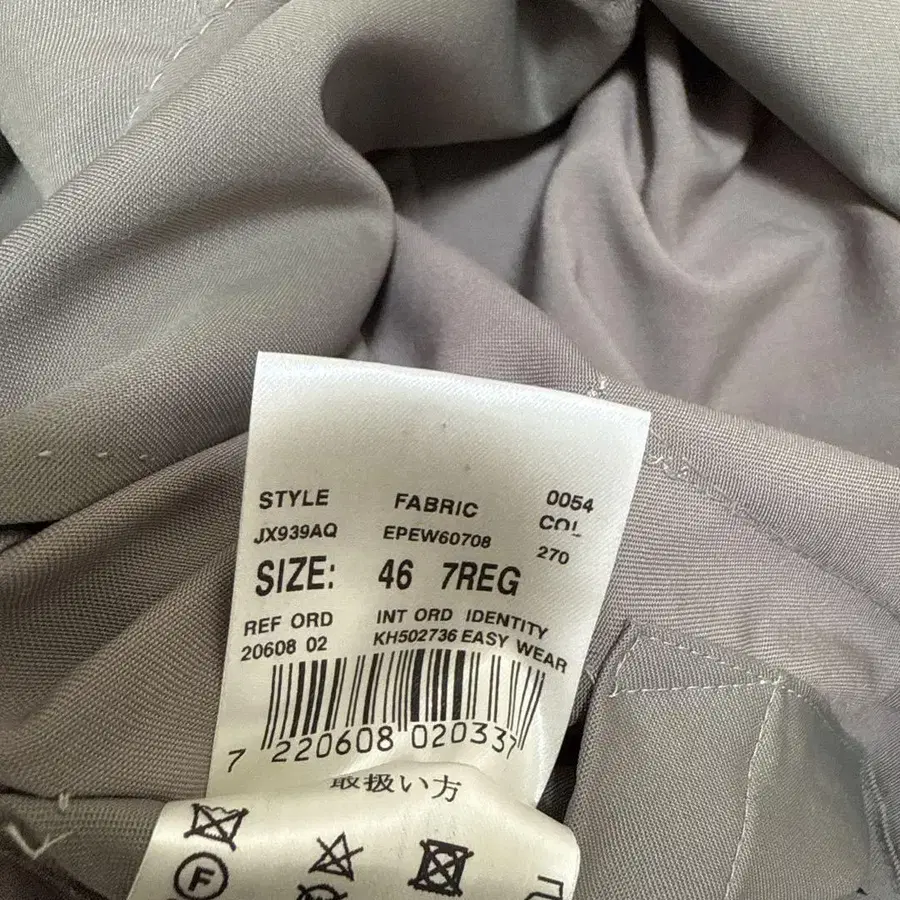 STYLE FABRIC 0054
JX939AQ EPEW60708 COL
270
SIZE: 46 7REG
REF ORD INT ORD IDENTITY
20608 02 KH502736 EASY WEAR
7 220608 020337
取扱い方
F